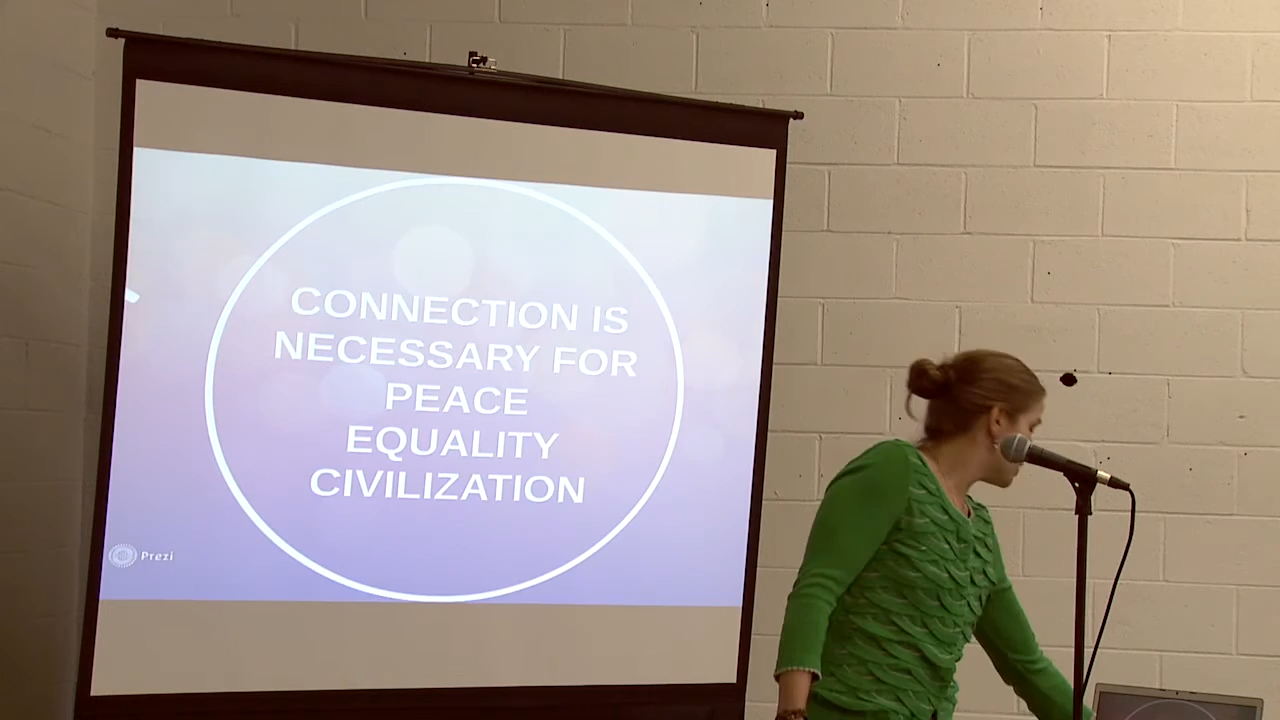 CONNECTION IS
NECESSARY FOR
PEACE
EQUALITY
CIVILIZATION
Prezi